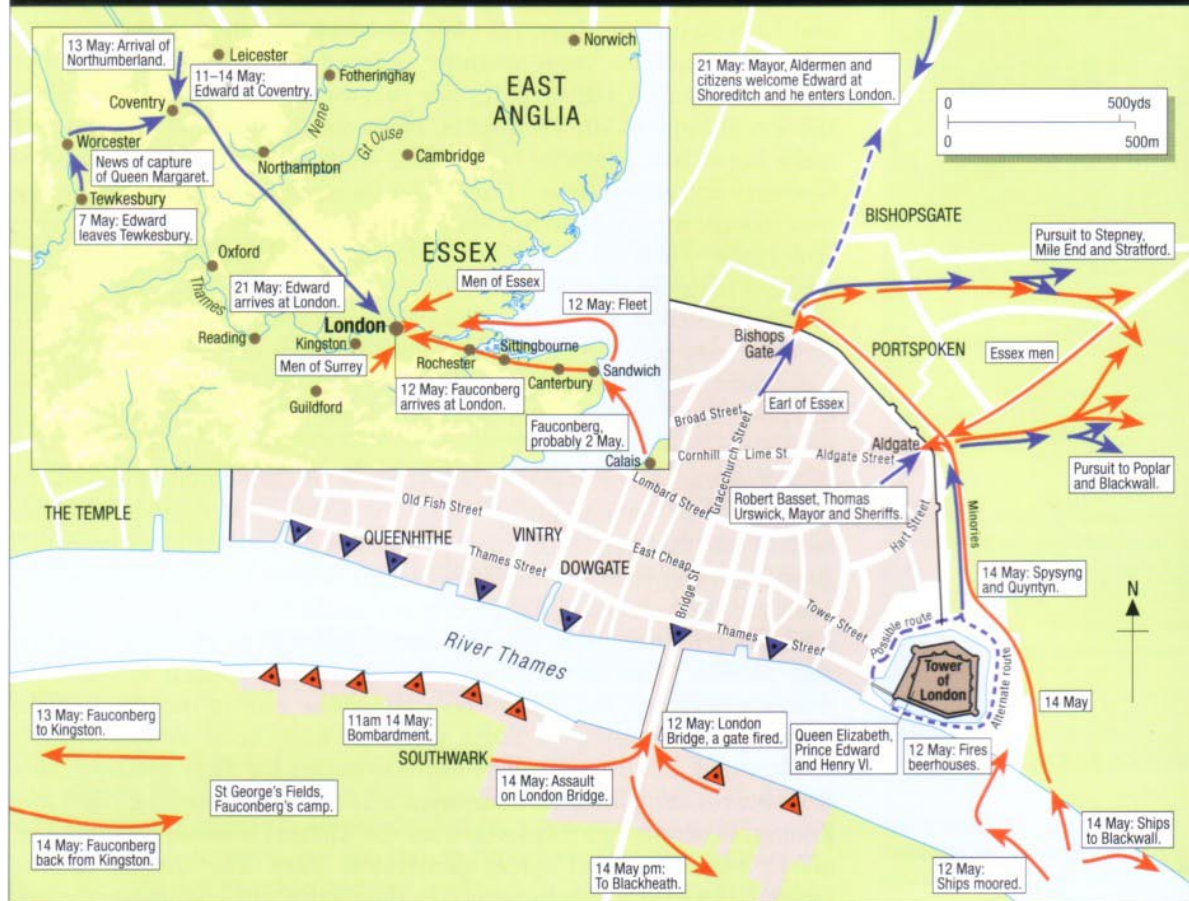 13 May: Arrival of
Northumberland.
Leicester
Norwich
11–14 May:
Edward at Coventry.
Fotheringhay
EAST
ANGLIA
Coventry
Nene
Gt Ouse
Worcester
News of capture
of Queen Margaret.
Northampton
Cambridge
Tewkesbury
7 May: Edward
leaves Tewkesbury.
Oxford
Thames
ESSEX
21 May: Edward
arrives at London.
Men of Essex
12 May: Fleet
London
Reading
Kingston
Sittingbourne
Rochester
Sandwich
Men of Surrey
Canterbury
Guildford
12 May: Fauconberg
arrives at London.
Fauconberg,
probably 2 May.
Calais
21 May: Mayor, Aldermen and
citizens welcome Edward at
Shoreditch and he enters London.
0
500yds
0
500m
BISHOPSGATE
Pursuit to Stepney,
Mile End and Stratford.
Bishops
Gate
PORTSPOKEN
Essex men
Earl of Essex
Broad Street
Gracechurch Street
Aldgate
Cornhill
Lime St
Aldgate Street
Lombard Street
Pursuit to Poplar
and Blackwall.
Robert Basset, Thomas
Urswick, Mayor and Sheriffs.
Hart Street
Minories
THE TEMPLE
Old Fish Street
QUEENHITHE
VINTRY
Thames Street
DOWGATE
East Cheap
Bridge St
Tower Street
Thames Street
14 May: Spysyng
and Quyntyn.
N
Possible route
Tower
of
London
Alternate route
River Thames
14 May
13 May: Fauconberg
to Kingston.
11am 14 May:
Bombardment.
SOUTHWARK
12 May: London
Bridge, a gate fired.
Queen Elizabeth,
Prince Edward
and Henry VI.
12 May: Fires
beerhouses.
14 May: Assault
on London Bridge.
St George's Fields,
Fauconberg's camp.
14 May: Fauconberg
back from Kingston.
14 May pm:
To Blackheath.
12 May:
Ships moored.
14 May: Ships
to Blackwall.